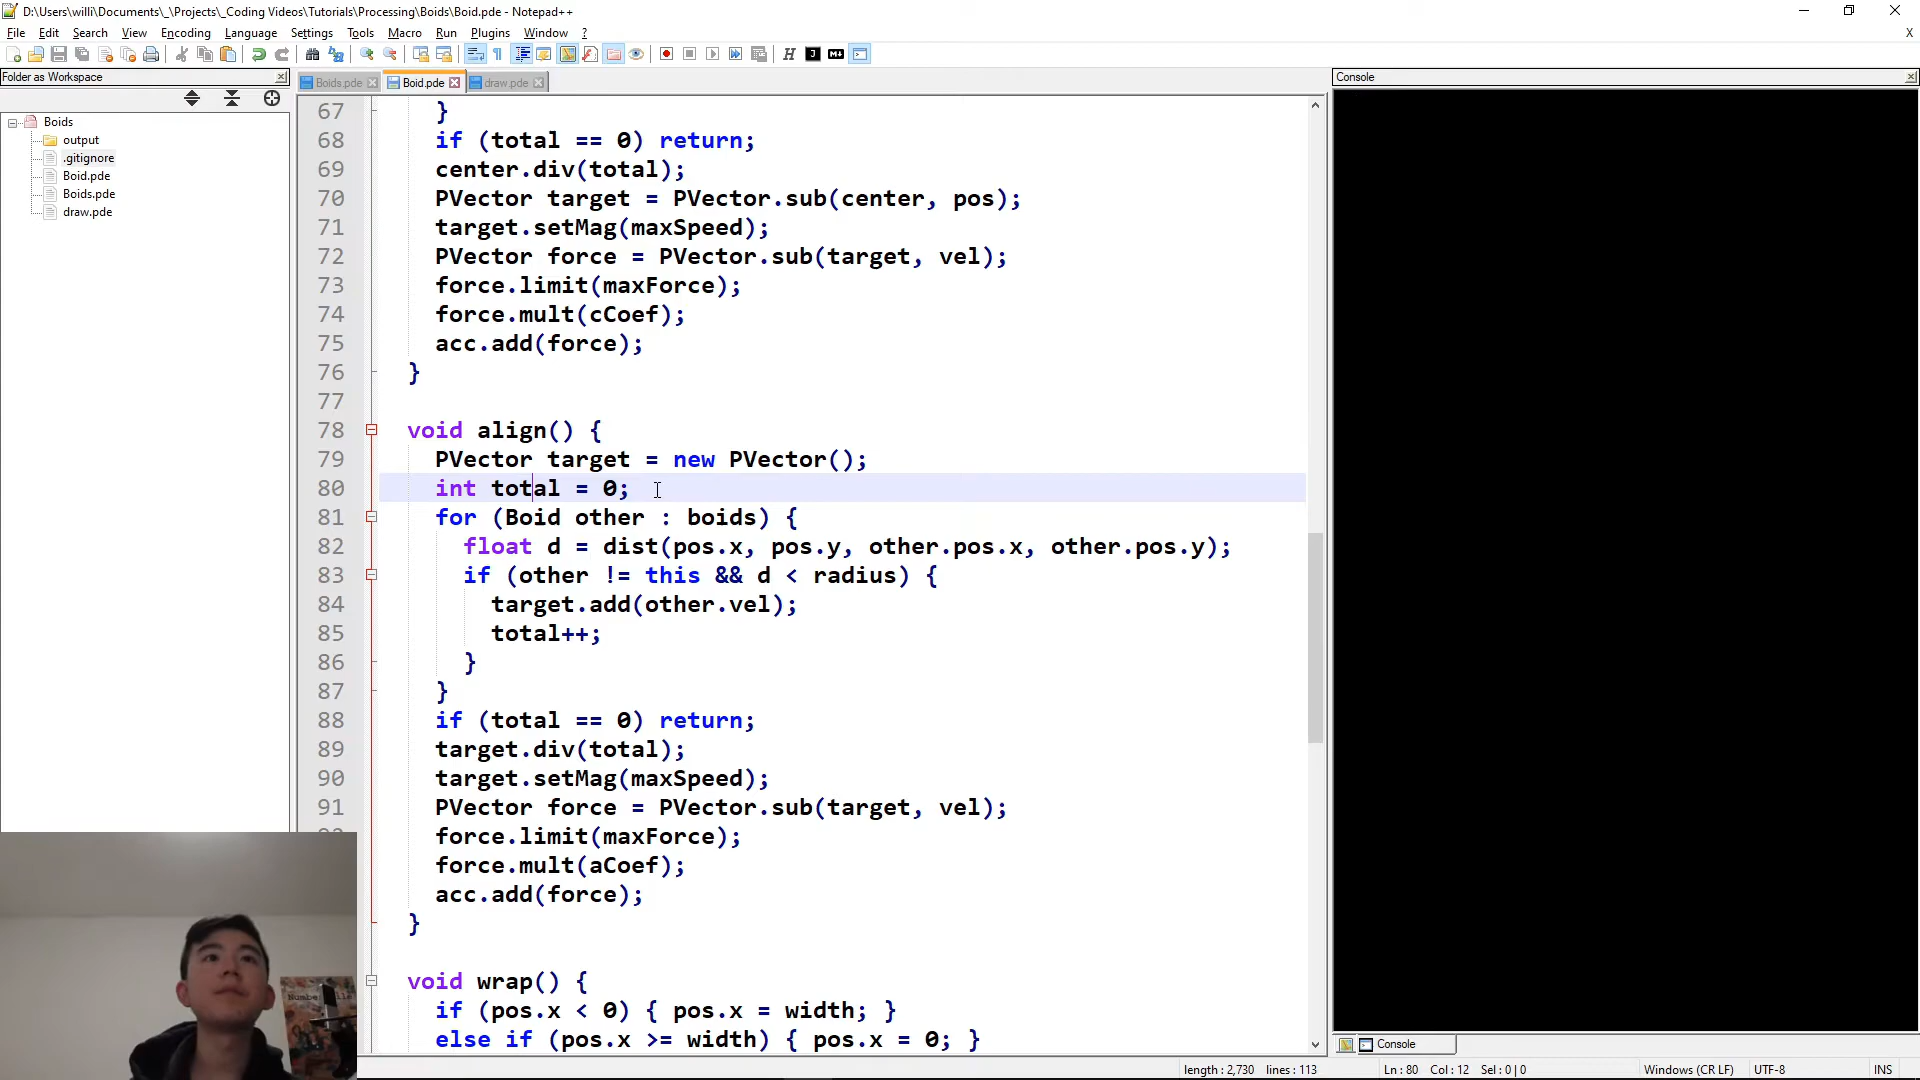 D:\Users\willi\Documents\_\Projects\_Coding Videos\Tutorials\Processing\Boids\Boid.pde - Notepad++
File Edit Search View Encoding Language Settings Tools Macro Run Plugins Window ? X
Folder as Workspace
Boids
output
.gitignore
Boid.pde
Boids.pde
draw.pde
Boids.pde Boid.pde draw.pde
67 }
68 if (total == 0) return;
69 center.div(total);
70 PVector target = PVector.sub(center, pos);
71 target.setMag(maxSpeed);
72 PVector force = PVector.sub(target, vel);
73 force.limit(maxForce);
74 force.mult(cCoef);
75 acc.add(force);
76 }
77
78 void align() {
79 PVector target = new PVector();
80 int total = 0;
81 for (Boid other : boids) {
82 float d = dist(pos.x, pos.y, other.pos.x, other.pos.y);
83 if (other != this && d < radius) {
84 target.add(other.vel);
85 total++;
86 }
87 }
88 if (total == 0) return;
89 target.div(total);
90 target.setMag(maxSpeed);
91 PVector force = PVector.sub(target, vel);
force.limit(maxForce);
force.mult(aCoef);
acc.add(force);
}
void wrap() {
if (pos.x < 0) { pos.x = width; }
else if (pos.x >= width) { pos.x = 0; }
Console
Console
length : 2,730 lines : 113 Ln : 80 Col : 12 Sel : 0 | 0 Windows (CR LF) UTF-8 INS